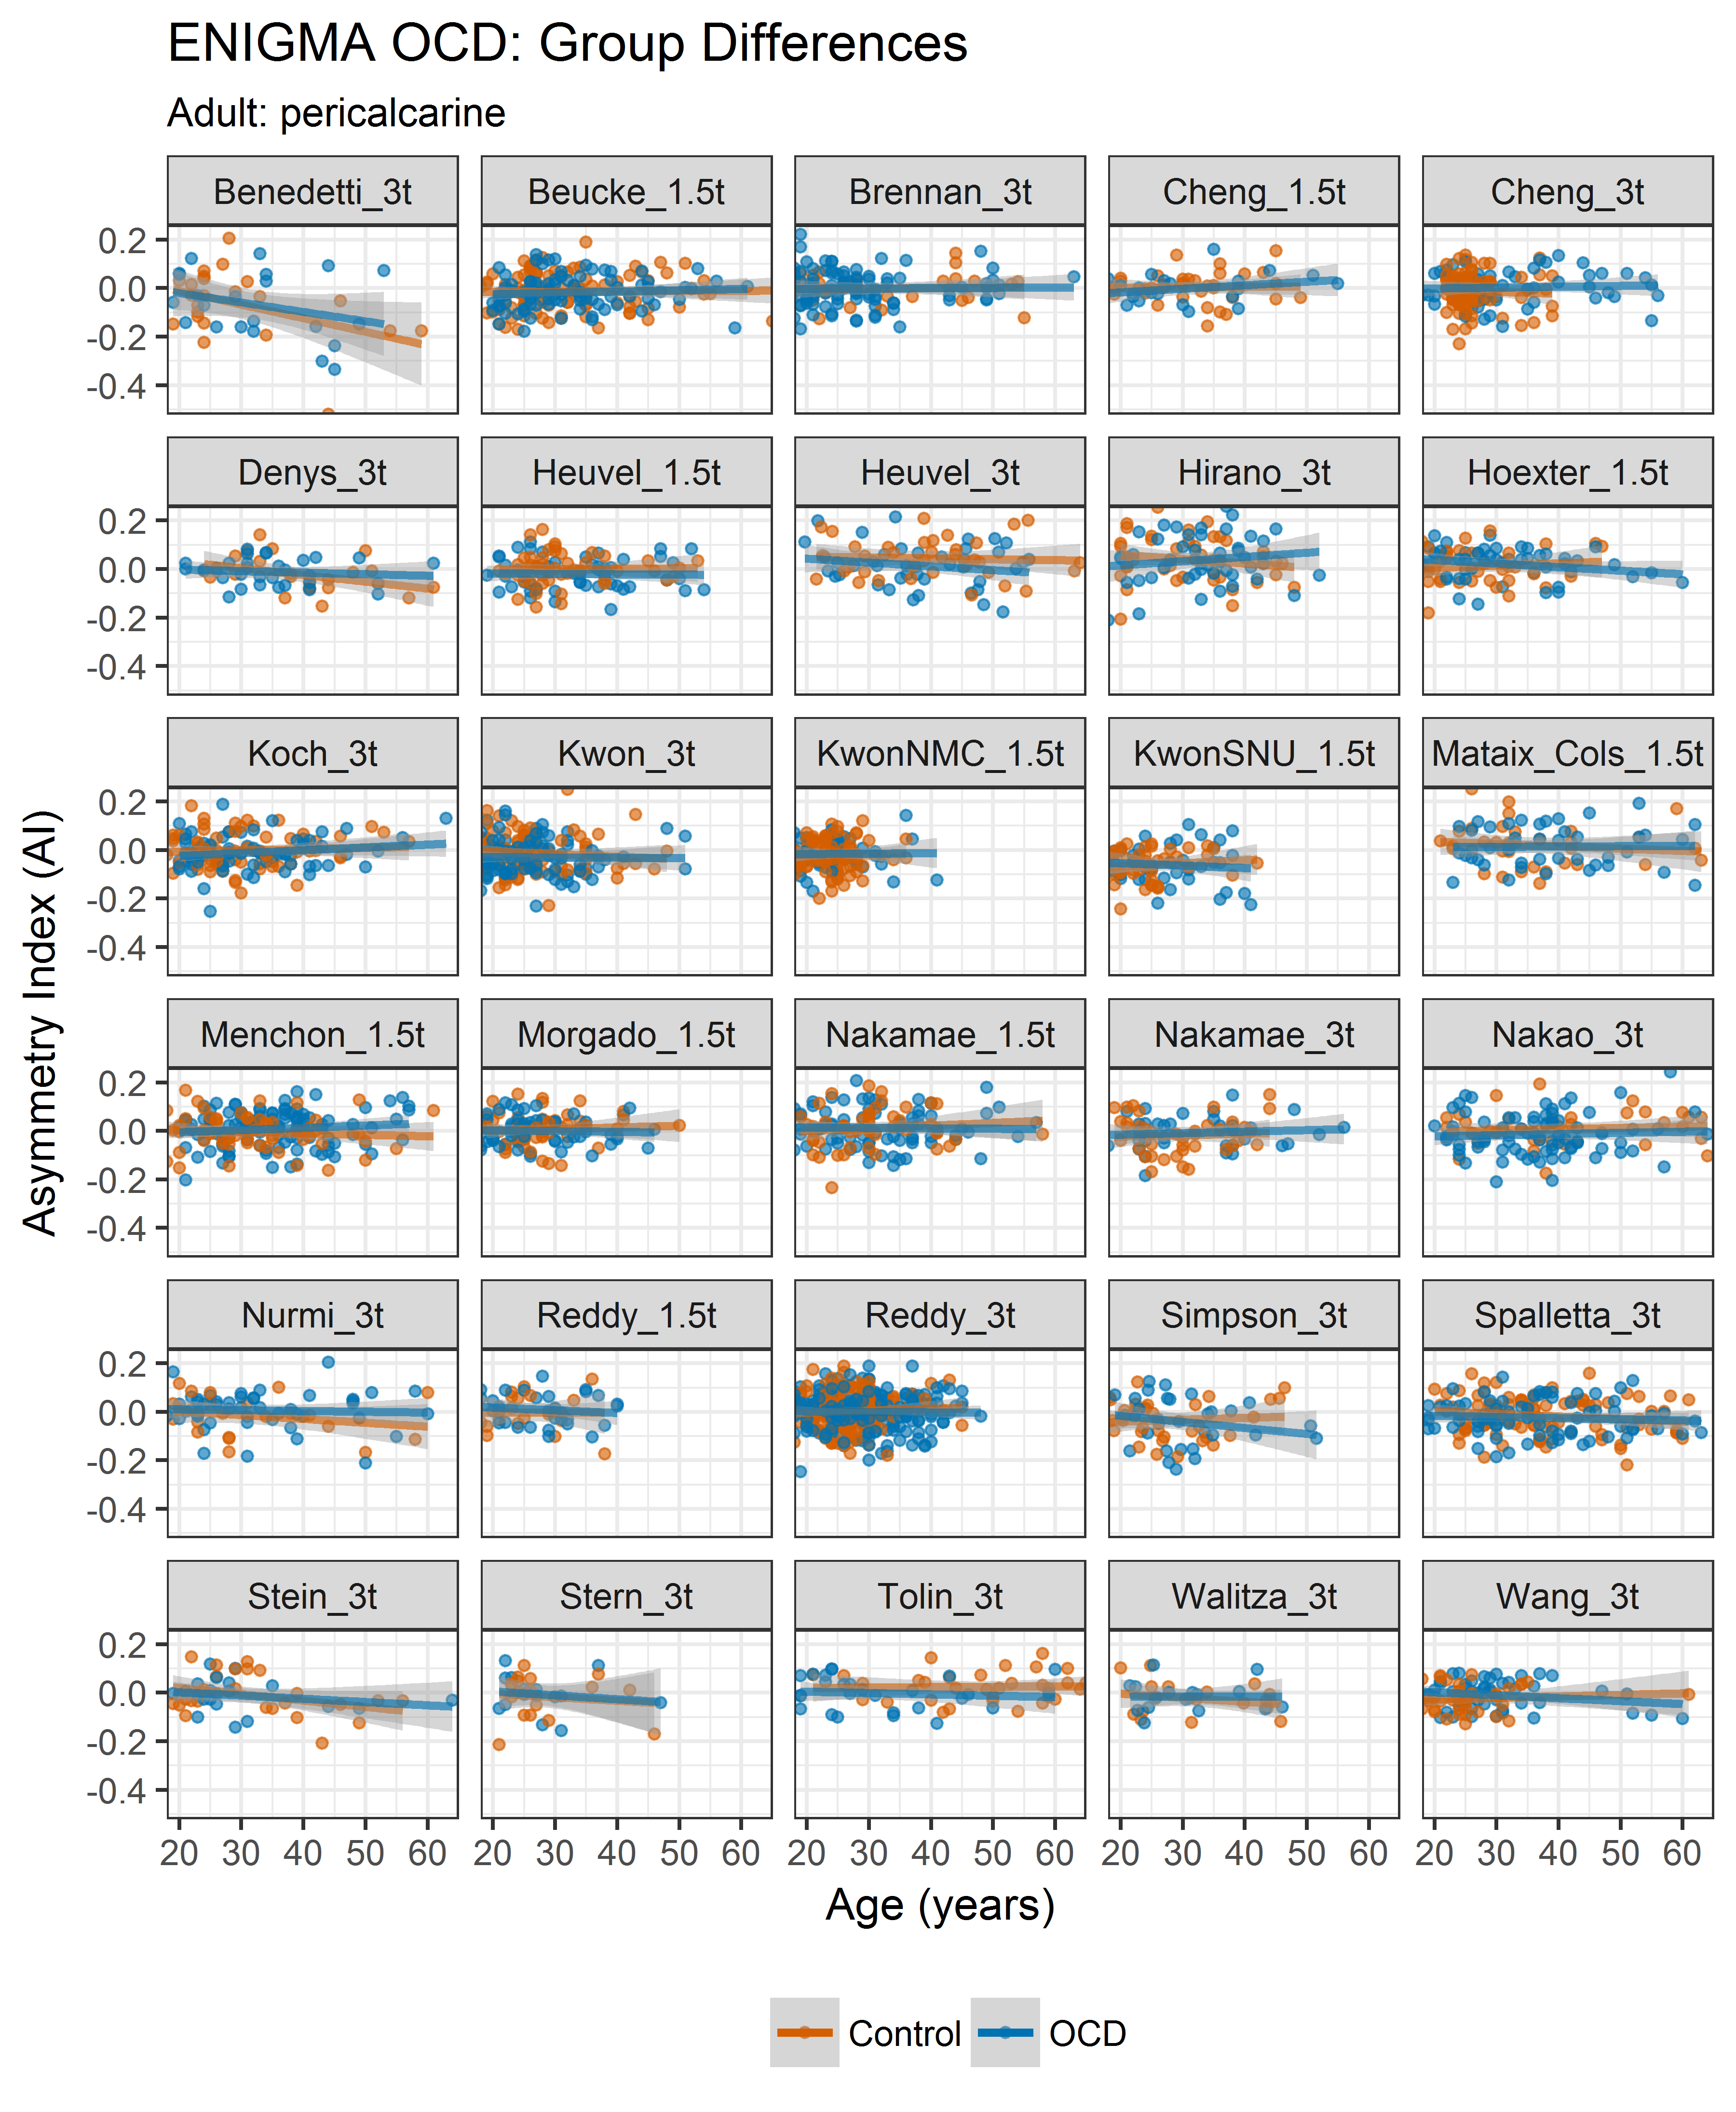 ENIGMA OCD: Group Differences
Adult: pericalcarine
Benedetti_3t Beucke_1.5t Brennan_3t Cheng_1.5t Cheng_3t
0.2
0.0
-0.2
-0.4
Denys_3t Heuvel_1.5t Heuvel_3t Hirano_3t Hoexter_1.5t
0.2
0.0
-0.2
-0.4
Koch_3t Kwon_3t KwonNMC_1.5t KwonSNU_1.5t Mataix_Cols_1.5t
0.2
0.0
-0.2
-0.4
Menchon_1.5t Morgado_1.5t Nakamae_1.5t Nakamae_3t Nakao_3t
0.2
0.0
-0.2
-0.4
Nurmi_3t Reddy_1.5t Reddy_3t Simpson_3t Spalletta_3t
0.2
0.0
-0.2
-0.4
Stein_3t Stern_3t Tolin_3t Walitza_3t Wang_3t
0.2
0.0
-0.2
-0.4
20 30 40 50 60 20 30 40 50 60 20 30 40 50 60 20 30 40 50 60 20 30 40 50 60
Asymmetry Index (AI)
Age (years)
Control OCD